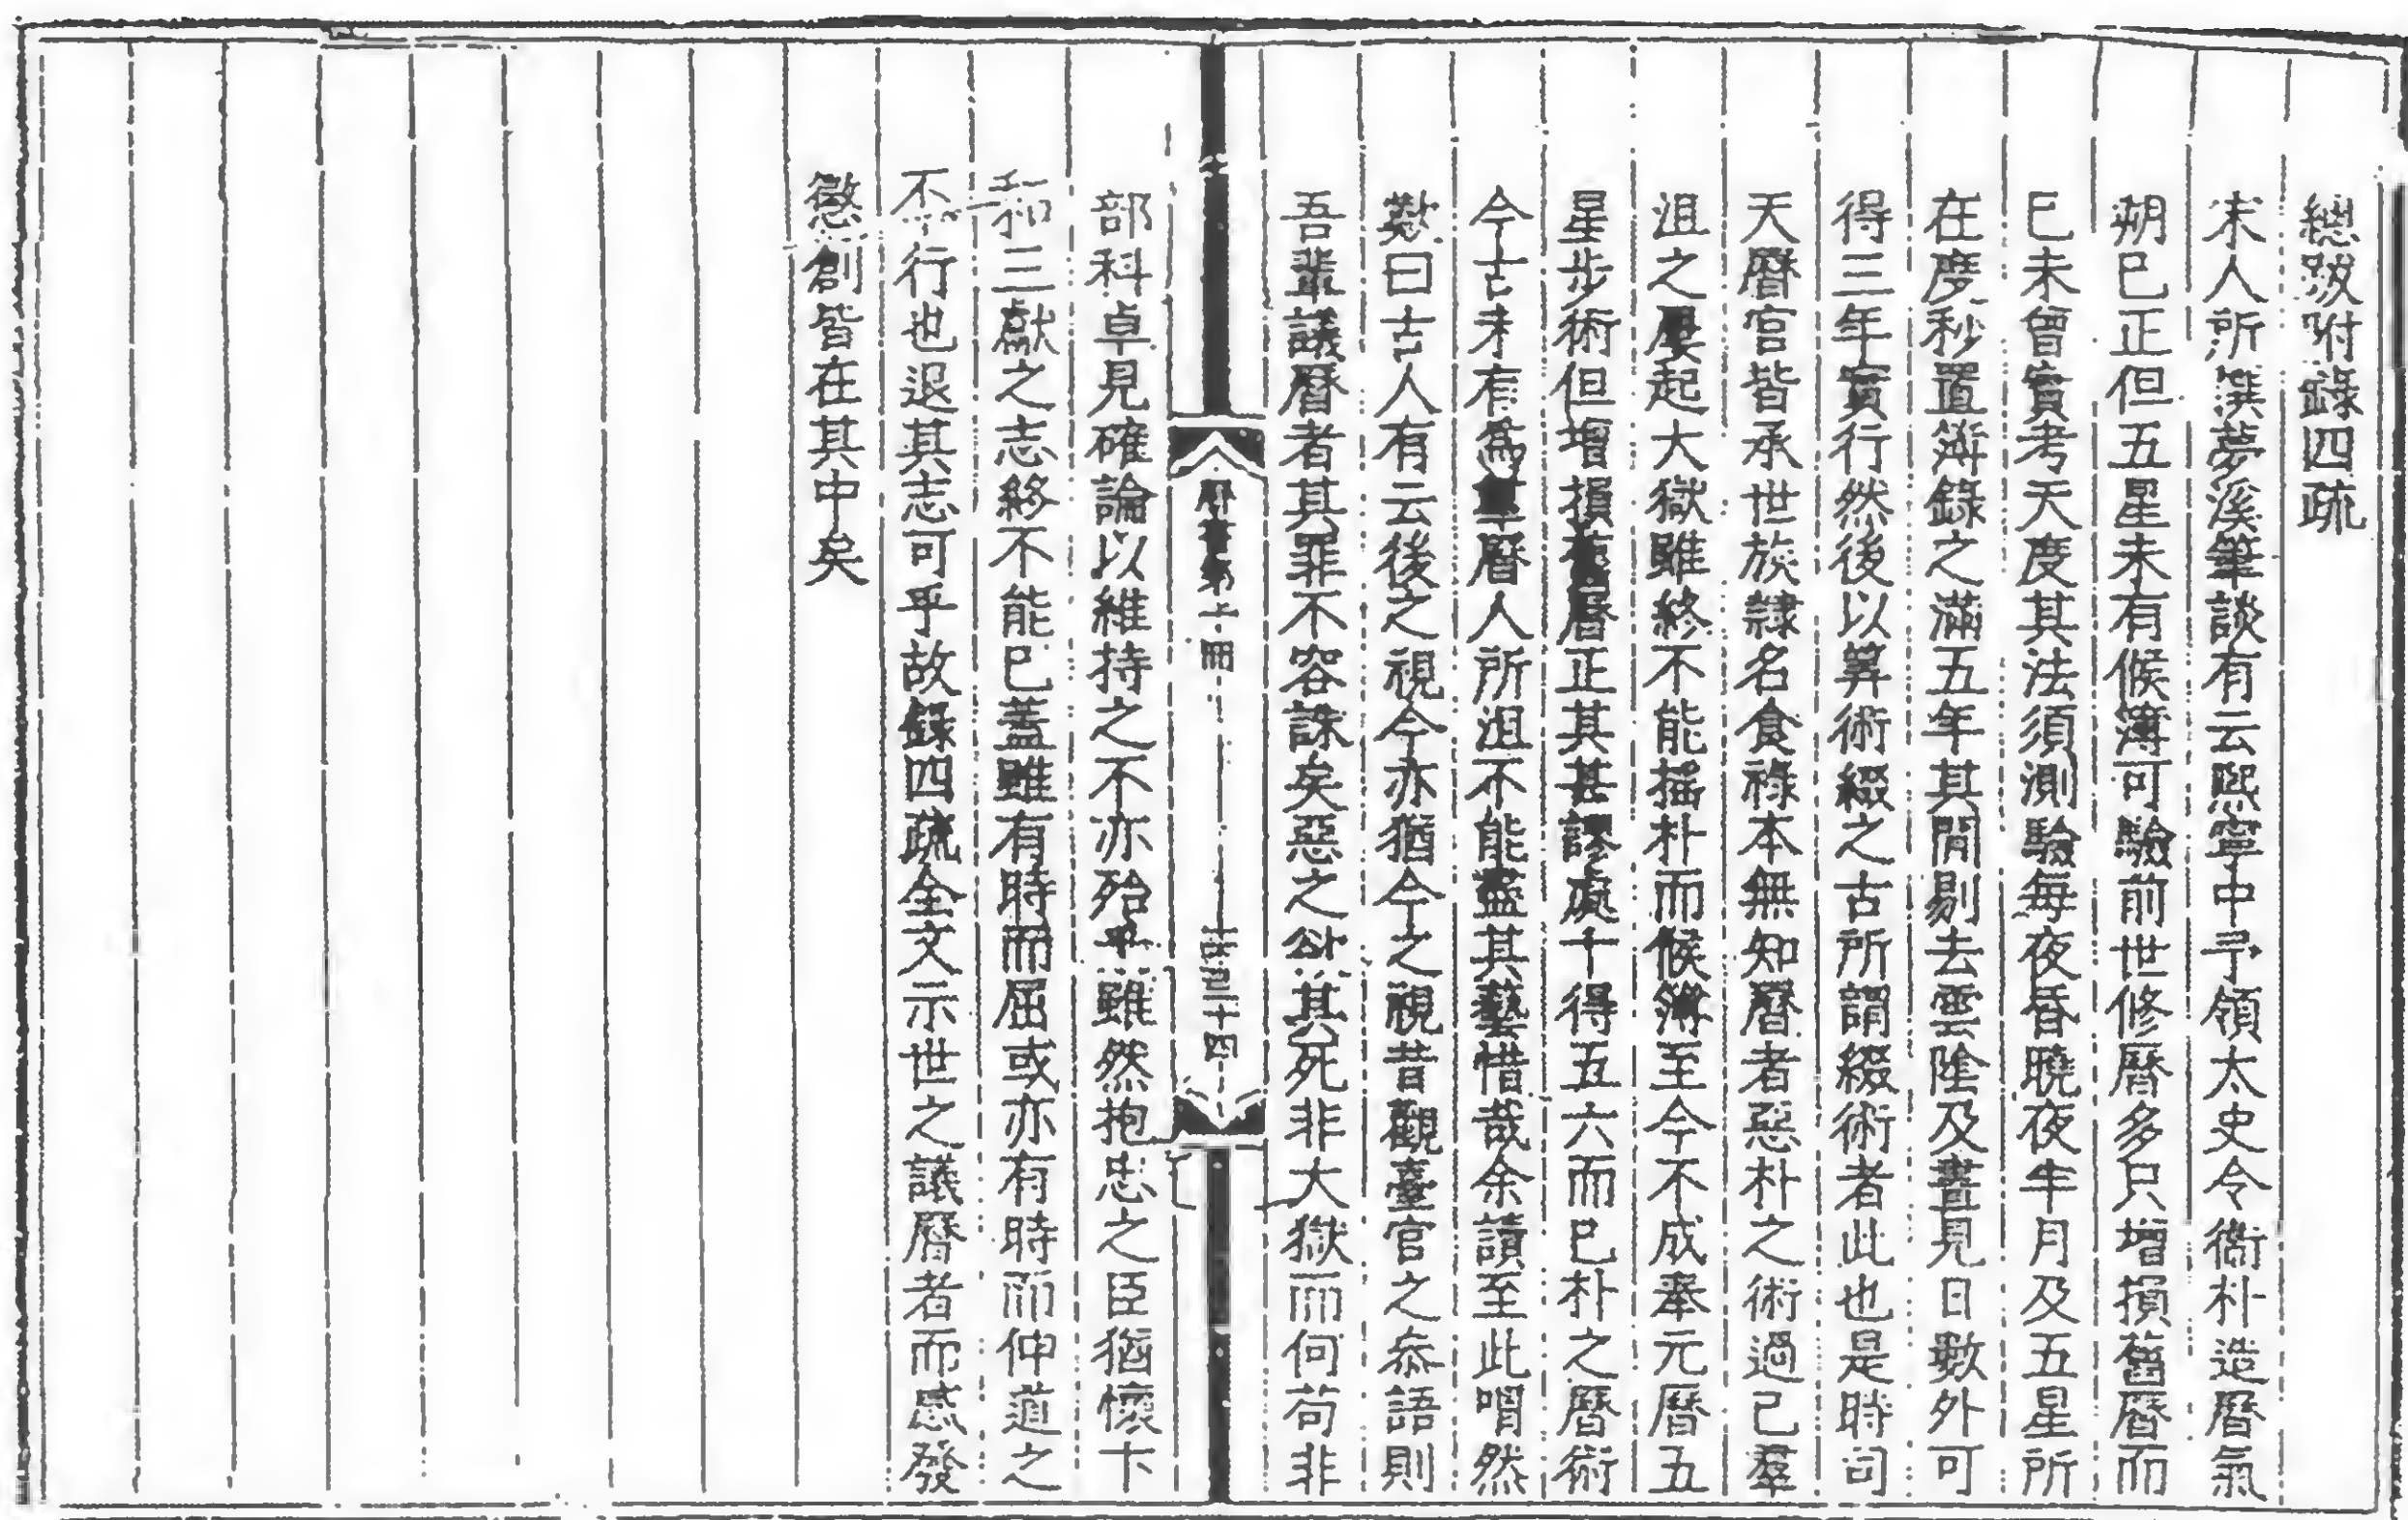 總跋附錄四疏
宋人所譔夢溪筆談有云熙寧中予領太史令衞朴造曆氣
朔已正但五星未有候簿可驗前世修曆多只增損舊曆而
已未曾實考天度其法須測驗每夜昏曉夜半月及五星所
在度秒置簿錄之滿五年其間剔去雲陰及晝見日數外可
得三年實行然後以筭術綴之古所謂綴術者此也是時司
天曆官皆承世族隷名食祿本無知曆者惡朴之術過己羣
沮之屢起大獄雖終不能搖朴而候簿至今不成奉元曆五
星步術但增損舊曆正其甚謬處十得五六而已朴之曆術
今古未有爲羣曆人所沮不能盡其藝惜哉余讀至此喟然
歎曰古人有云後之視今亦猶今之視昔觀臺官之叅語則
吾輩議曆者其罪不容誅矣惡之欲其死非大獄而何苟非
曆書第上冊
葉巳二十四
部科卓見確論以維持之不亦殆乎雖然抱忠之臣猶懷卞
和三獻之志終不能已蓋雖有時而屈或亦有時而伸道之
不行也退其志可乎故錄四疏全文示世之議曆者而感發
懲創皆在其中矣